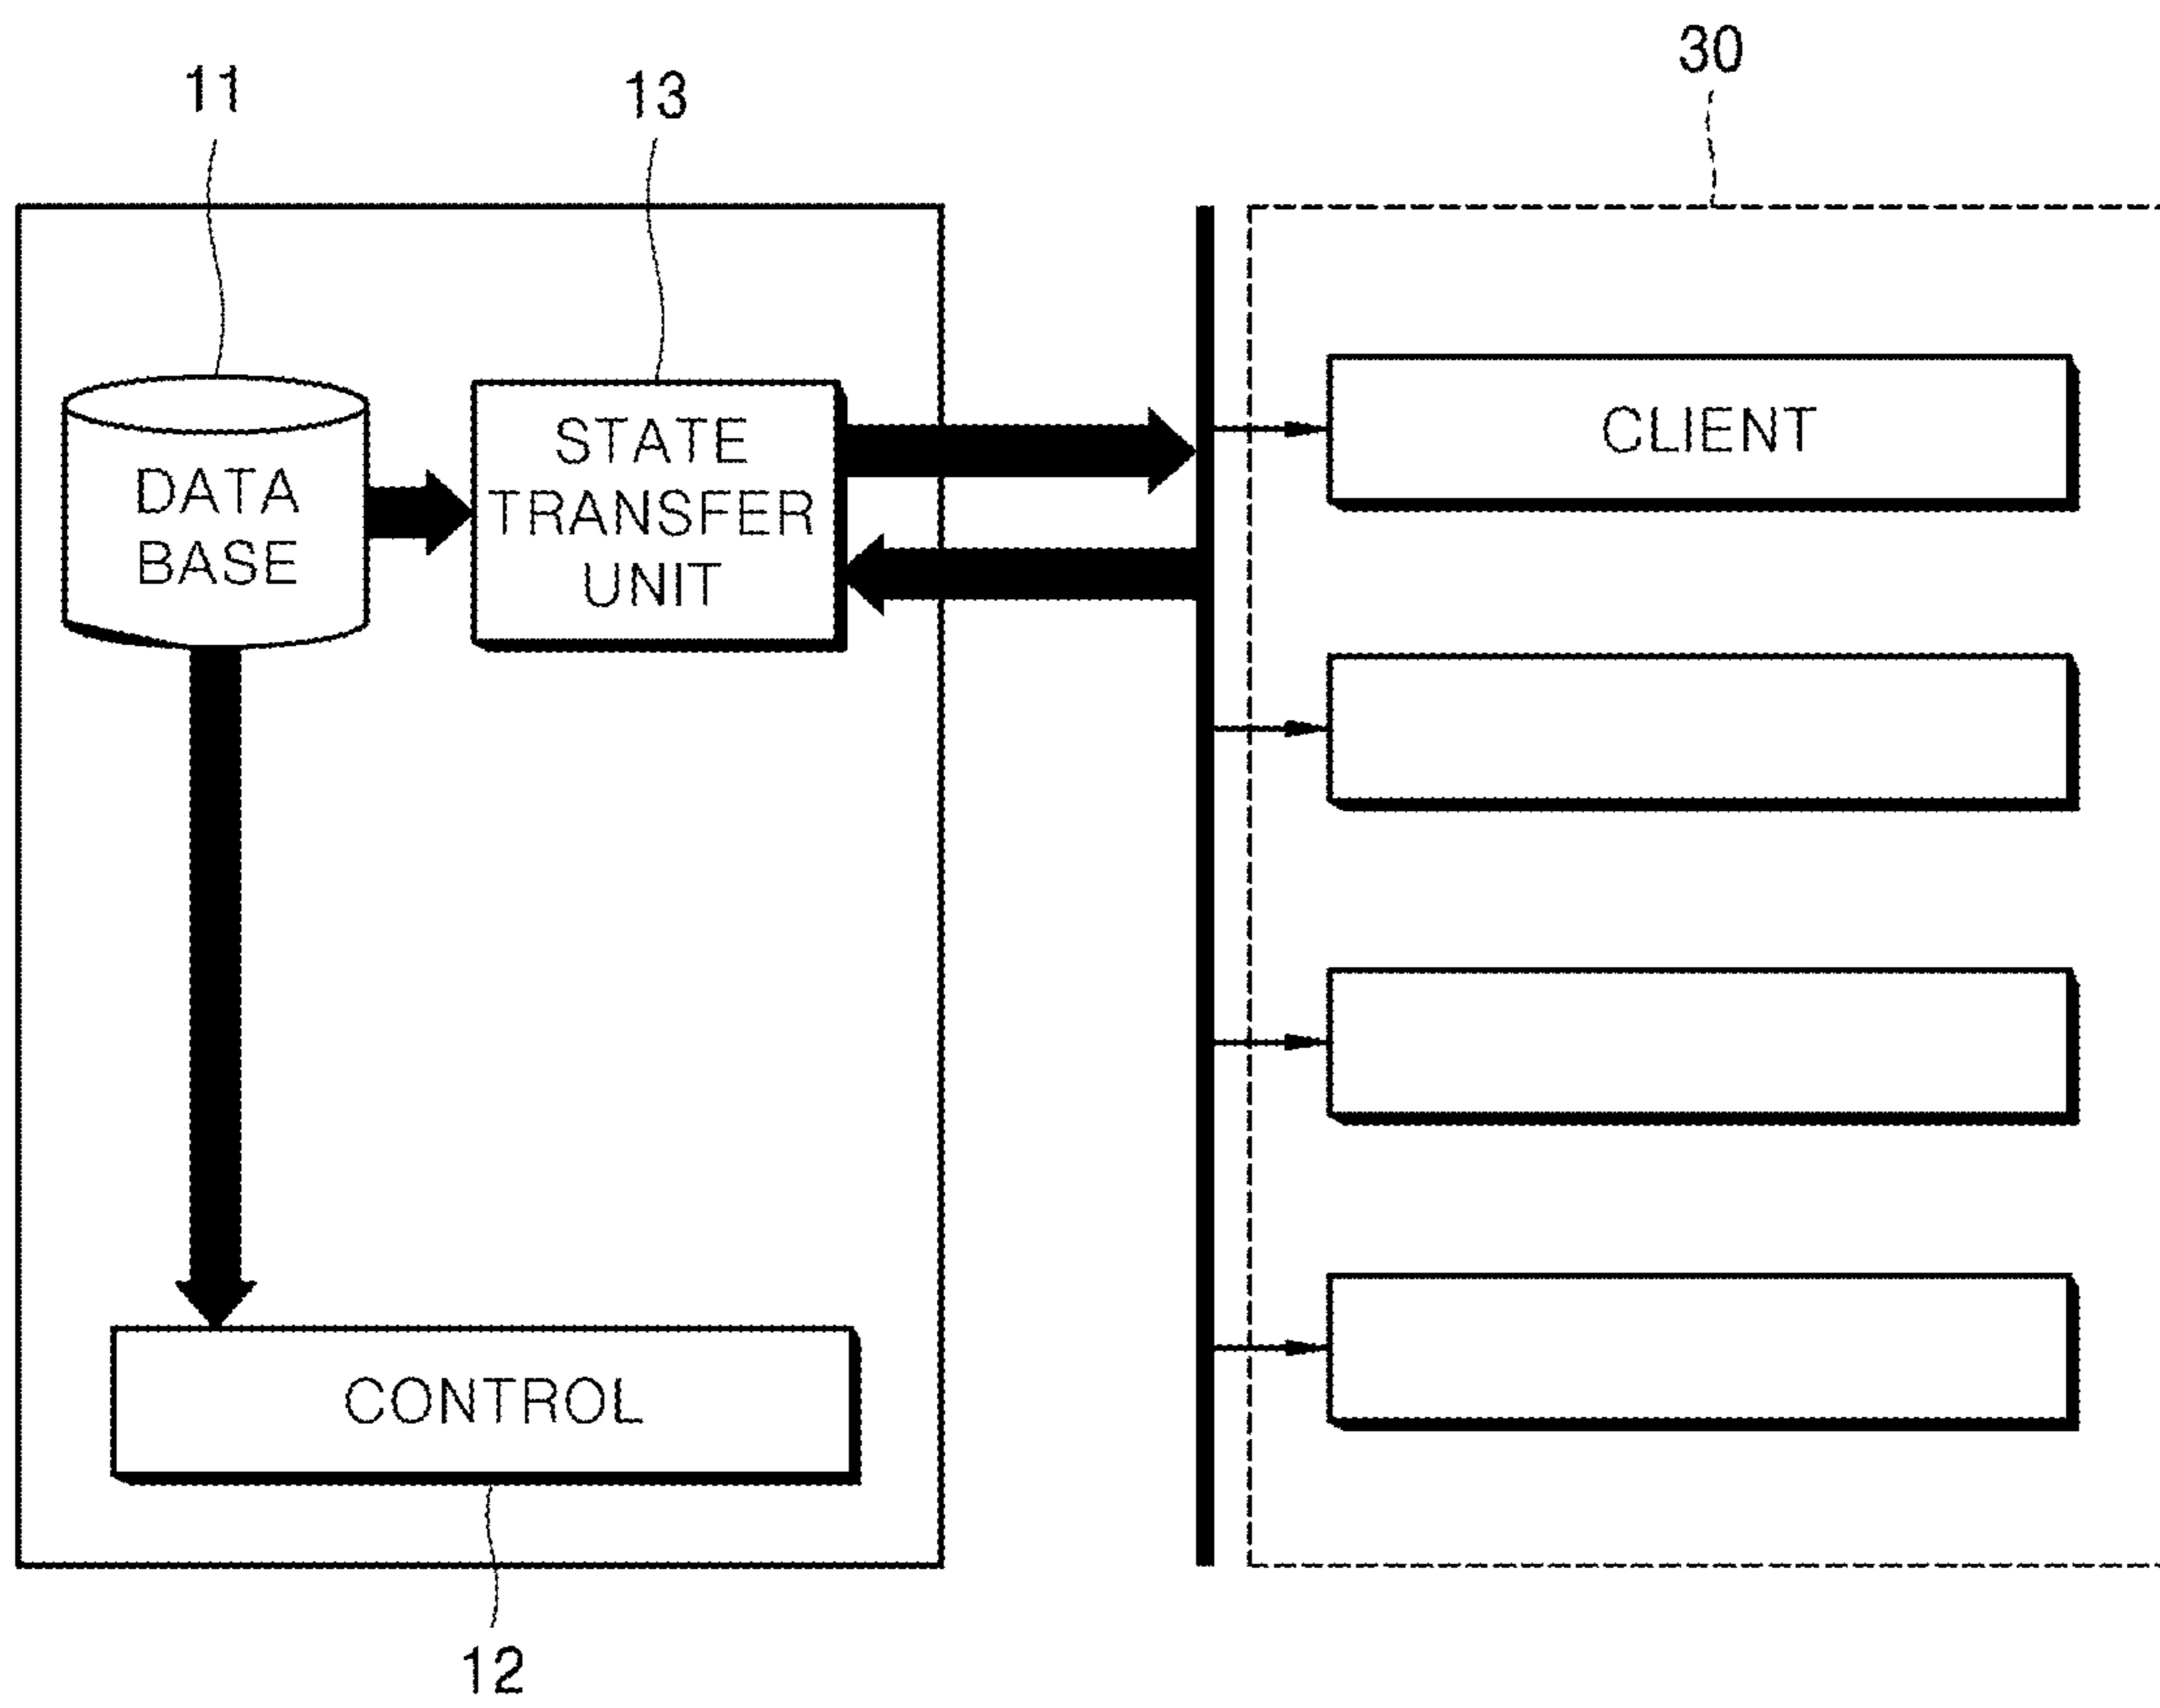 30
11
13
DATA
BASE
STATE
TRANSFER
UNIT
CLIENT
CONTROL
12